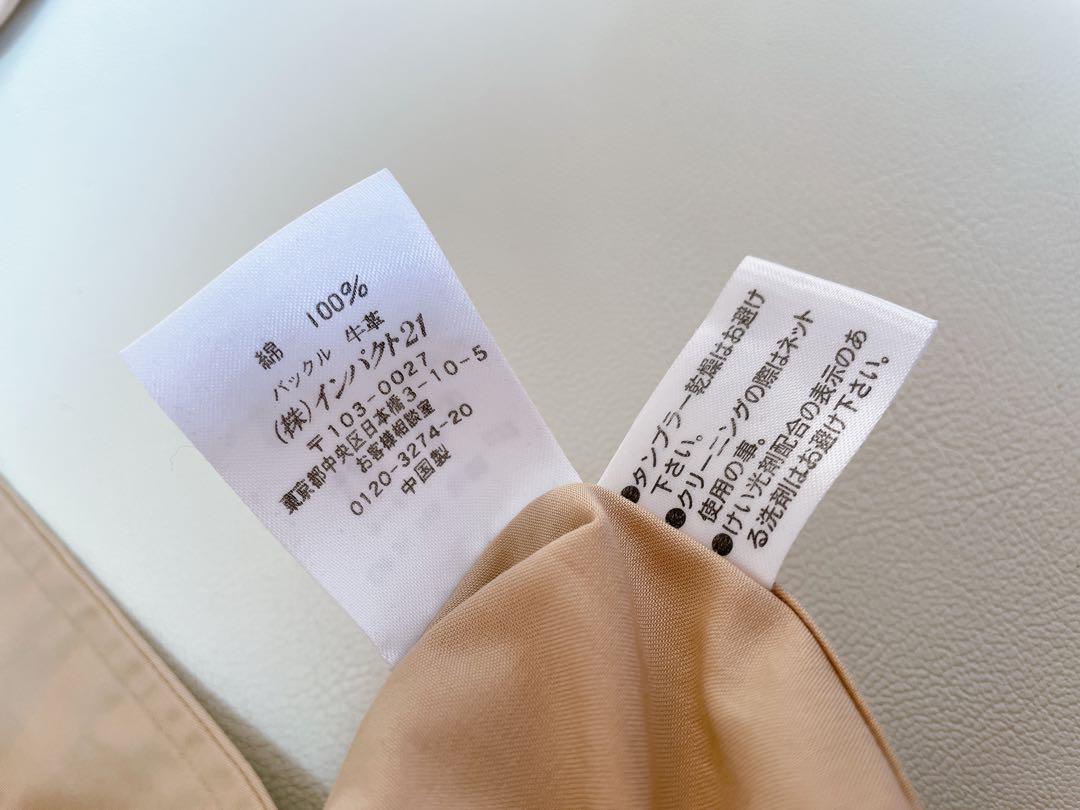 綿 100%
バックル 牛革
(株)インパクト21
〒103-0027
東京都中央区日本橋3-10-5
お客様相談室
0120-3274-20
中国製
●タンブラー乾燥はお避け
下さい。
●クリーニングの際はネット
使用の事。
●けい光剤配合の表示のあ
る洗剤はお避け下さい。